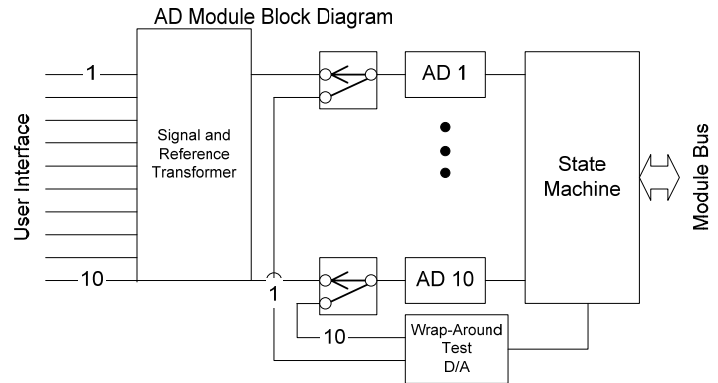 AD Module Block Diagram
User Interface
1
10
Signal and
Reference
Transformer
AD 1
AD 10
1
10
Wrap-Around
Test
D/A
State
Machine
Module Bus